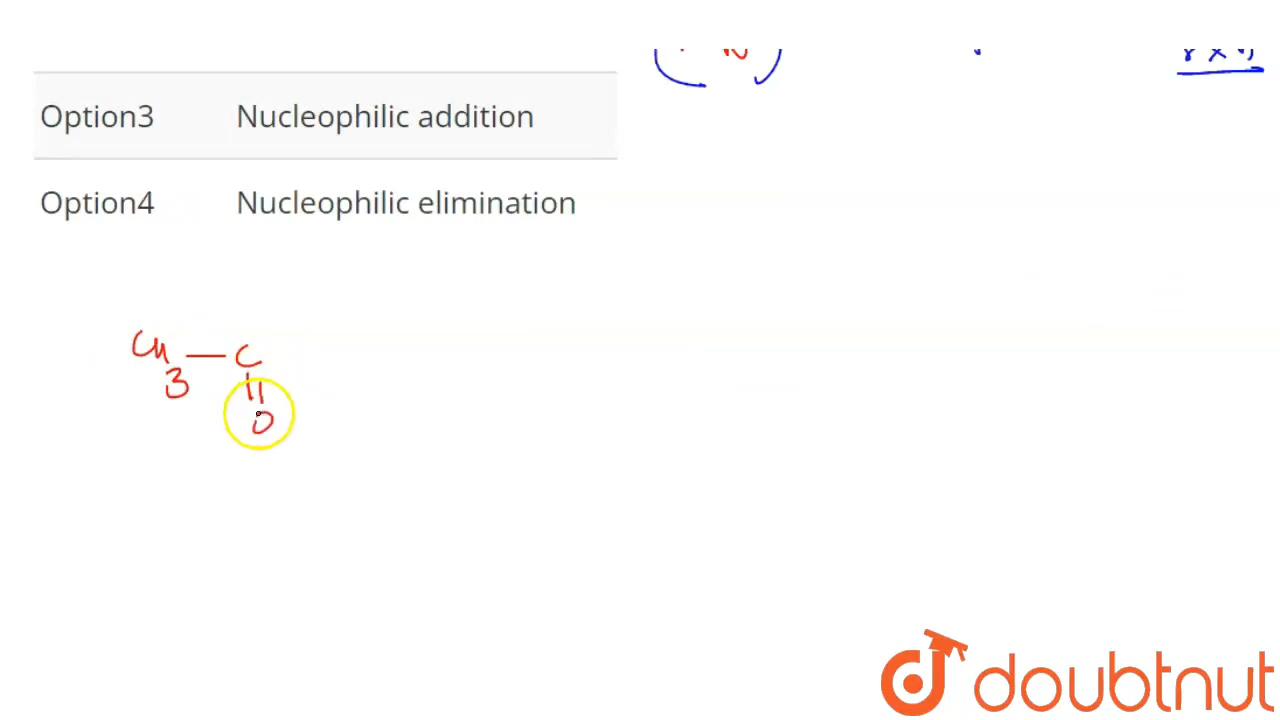 Option3 Nucleophilic addition
Option4 Nucleophilic elimination
CH3 — C
||
O
doubtnut